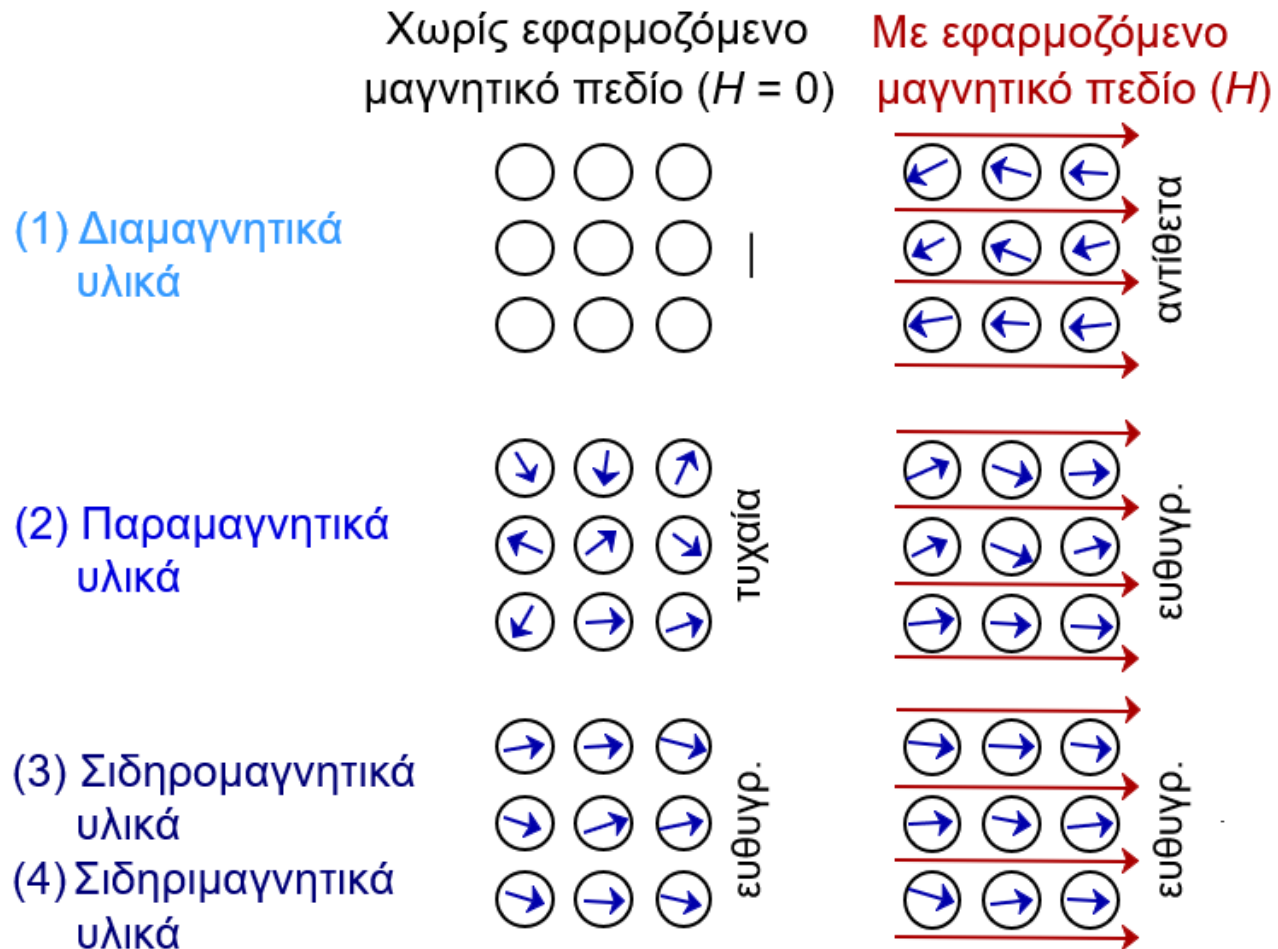 Χωρίς εφαρμοζόμενο
μαγνητικό πεδίο (H = 0)
Με εφαρμοζόμενο
μαγνητικό πεδίο (H)
(1) Διαμαγνητικά
υλικά
—
αντίθετα
(2) Παραμαγνητικά
υλικά
τυχαία
ευθυγρ.
(3) Σιδηρομαγνητικά
υλικά
(4) Σιδηριμαγνητικά
υλικά
ευθυγρ.
ευθυγρ.